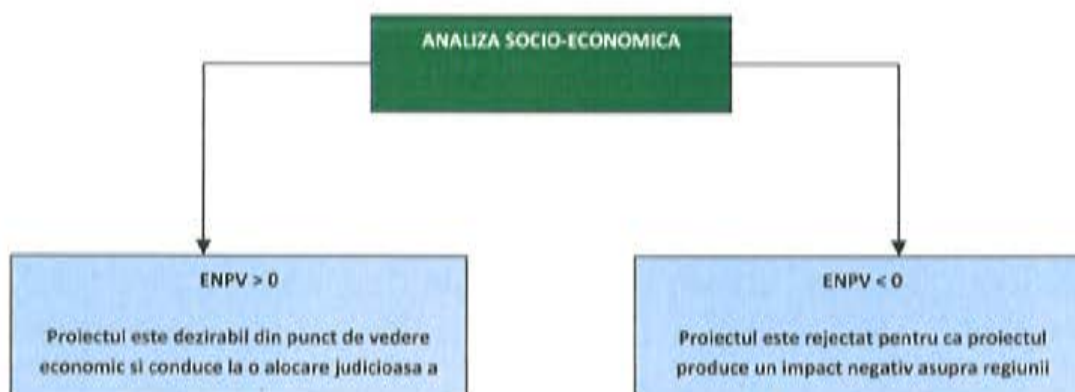 ANALIZA SOCIO-ECONOMICA
ENPV > 0
Proiectul este dezirabil din punct de vedere
economic si conduce la o alocare judicioasa a
ENPV < 0
Proiectul este rejectat pentru ca proiectul
produce un impact negativ asupra regiunii